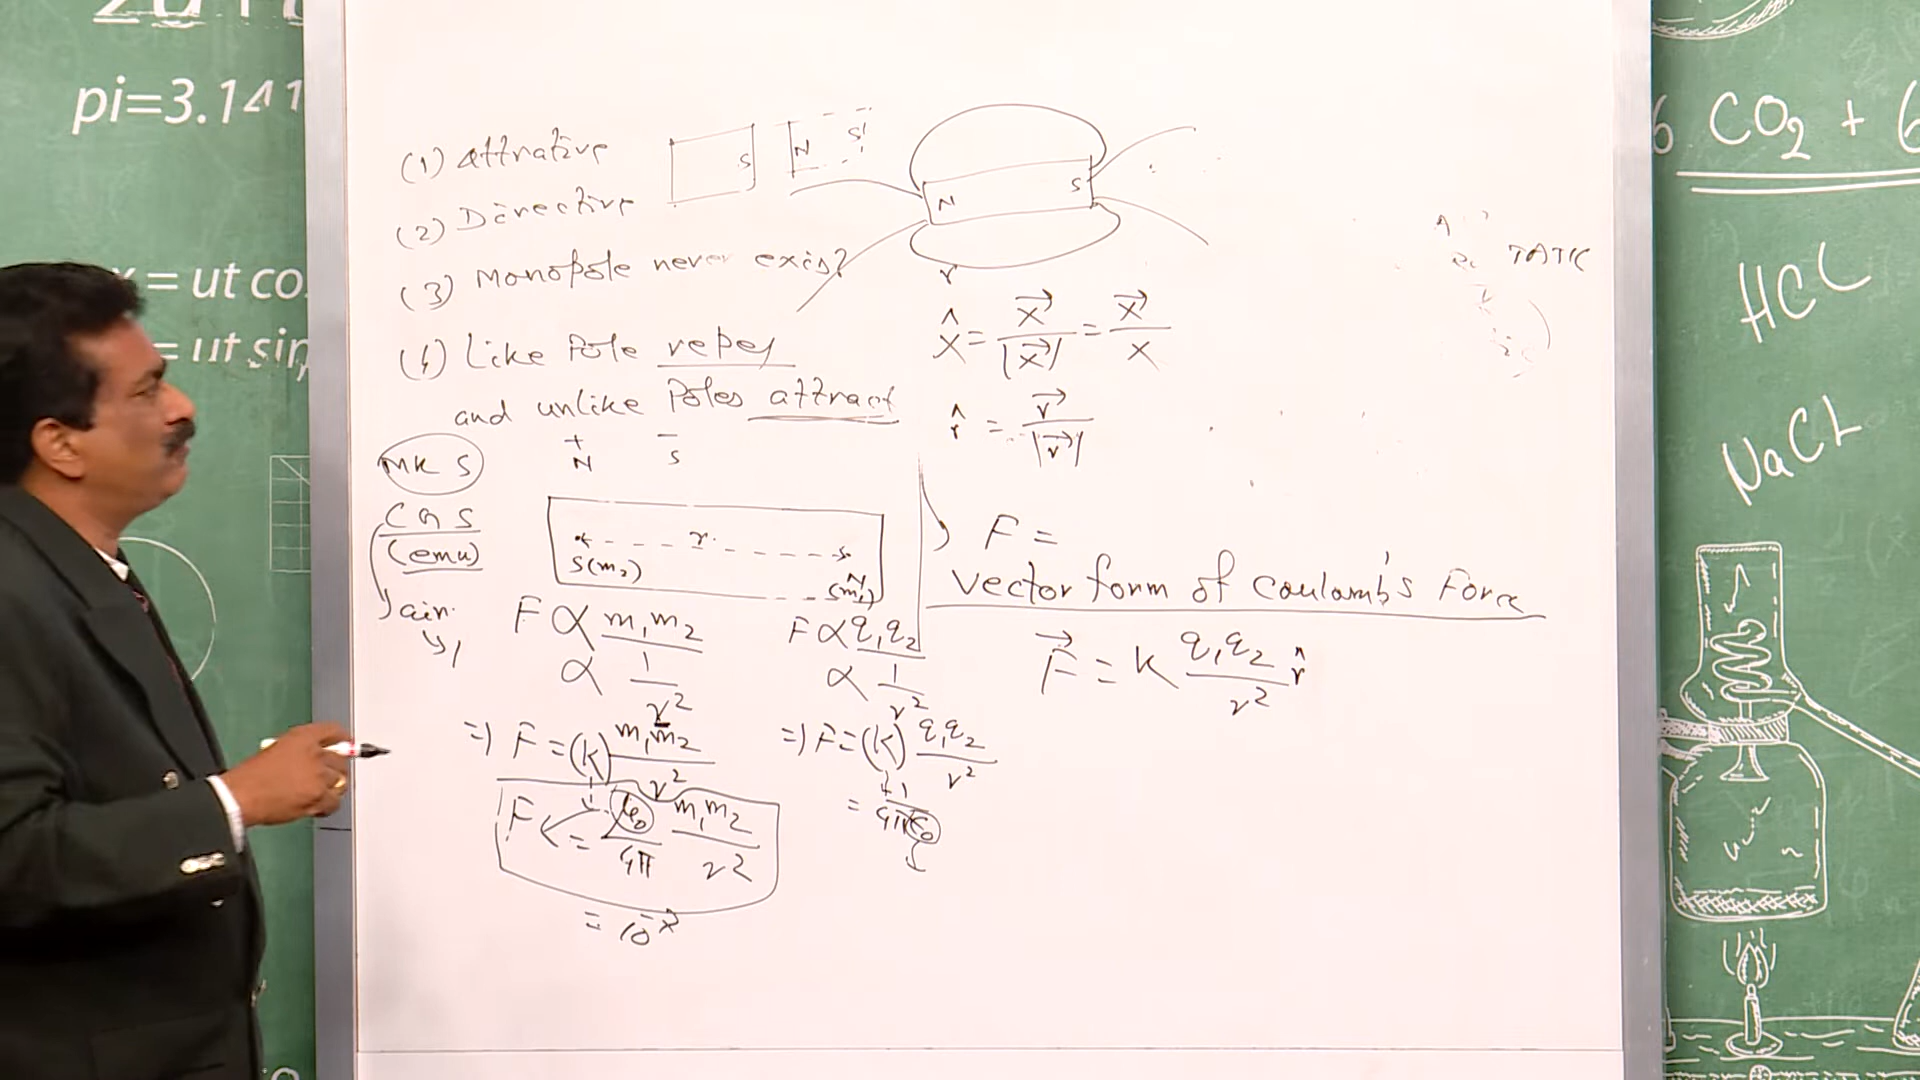 pi=3.141
= ut co
= ut sin
(1) Attrative
S
N S
(2) Directive
N S
(3) Monopole never exist
r
x̂ = x⃗ / |x⃗| = x⃗ / x
(4) Like Pole repel
and unlike Poles attract
r̂ = r⃗ / |r⃗|
+ −
N S
MKS
CGS
(emu)
air
1
r
S(m₂)
N
F =
Vector form of Coulomb's Force
F⃗ = K q₁q₂ / r² r̂
F ∝ m₁m₂
∝ 1 / r²
⇒ F = (K) m₁m₂ / r²
F = μ₀ / 4π m₁m₂ / r²
= 10⁻⁷
F ∝ q₁q₂
∝ 1 / r²
⇒ F = (K) q₁q₂ / r²
= 1 / 4πε₀
TATIC
6 CO₂ + 6
HCL
NaCL